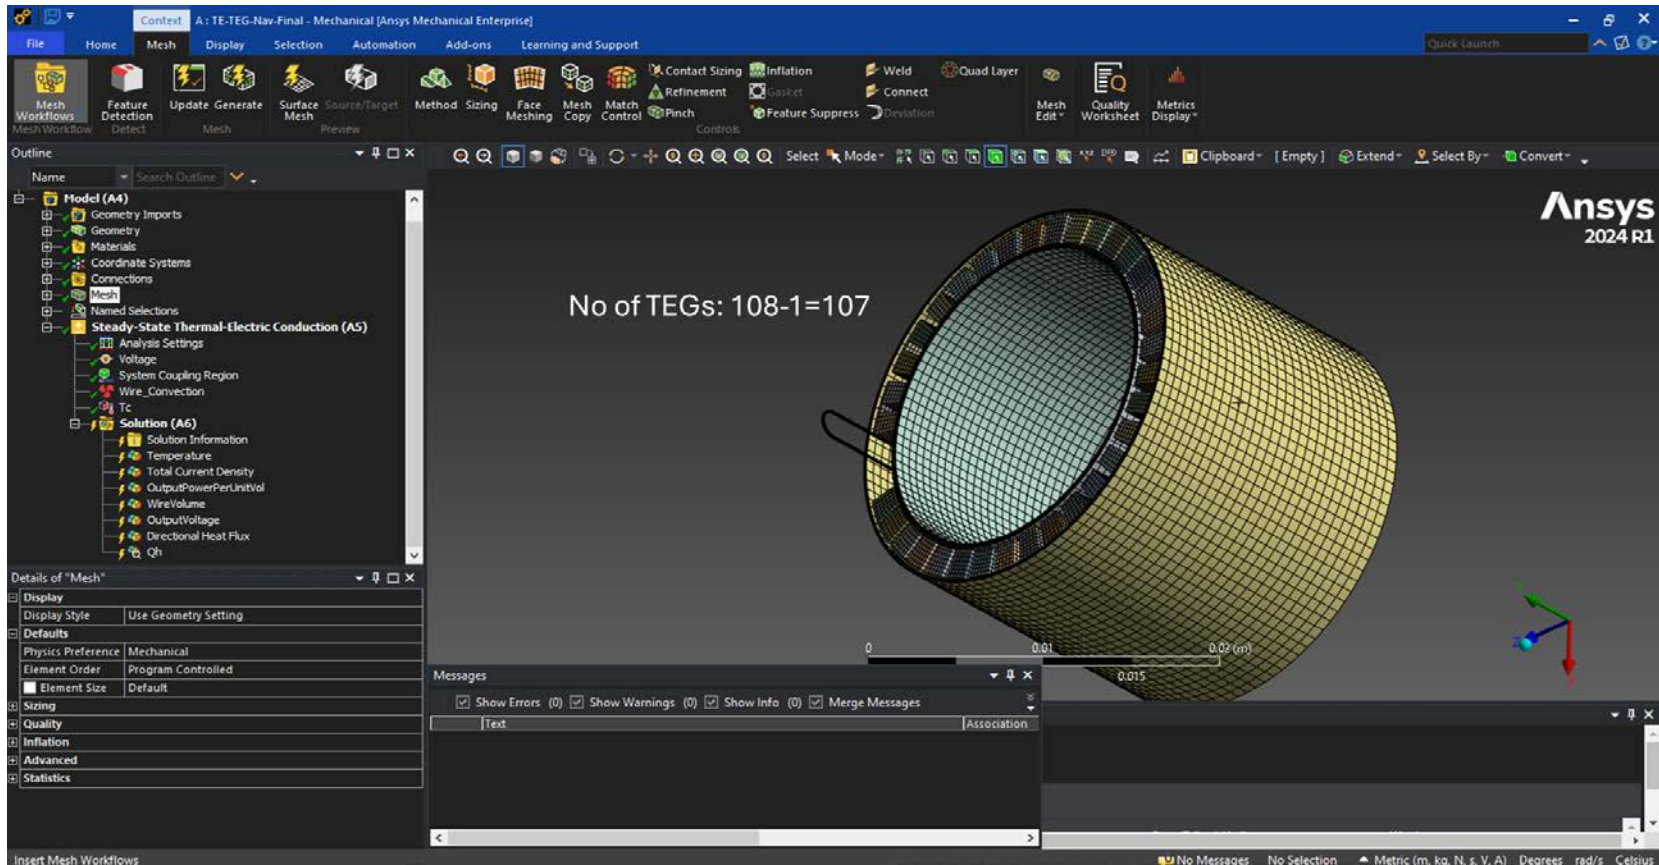 Context A : TE-TEG-Nav-Final - Mechanical [Ansys Mechanical Enterprise]
File Home Mesh Display Selection Automation Add-ons Learning and Support Quick Launch
Mesh Workflows
Feature Detection
Update Generate
Surface Mesh
Source/Target
Method Sizing
Face Meshing
Mesh Copy
Match Control
Contact Sizing
Refinement
Pinch
Inflation
Gasket
Feature Suppress
Weld
Connect
Deviation
Quad Layer
Mesh Edit
Quality Worksheet
Metrics Display
Mesh Workflow Detect Mesh Preview Controls
Outline
Select Mode Clipboard [ Empty ] Extend Select By Convert
Name Search Outline
Model (A4)
Geometry Imports
Geometry
Materials
Coordinate Systems
Connections
Mesh
Named Selections
Steady-State Thermal-Electric Conduction (A5)
Analysis Settings
Voltage
System Coupling Region
Wire_Convection
Tc
Solution (A6)
Solution Information
Temperature
Total Current Density
OutputPowerPerUnitVol
WireVolume
OutputVoltage
Directional Heat Flux
Qh
Ansys
2024 R1
No of TEGs: 108-1=107
0 0.01 0.02 (m)
0.015
Details of "Mesh"
Display
Display Style Use Geometry Setting
Defaults
Physics Preference Mechanical
Element Order Program Controlled
Element Size Default
Sizing
Quality
Inflation
Advanced
Statistics
Messages
Show Errors (0) Show Warnings (0) Show Info (0) Merge Messages
Text Association
Insert Mesh Workflows
No Messages No Selection Metric (m, kg, N, s, V, A) Degrees rad/s Celsius